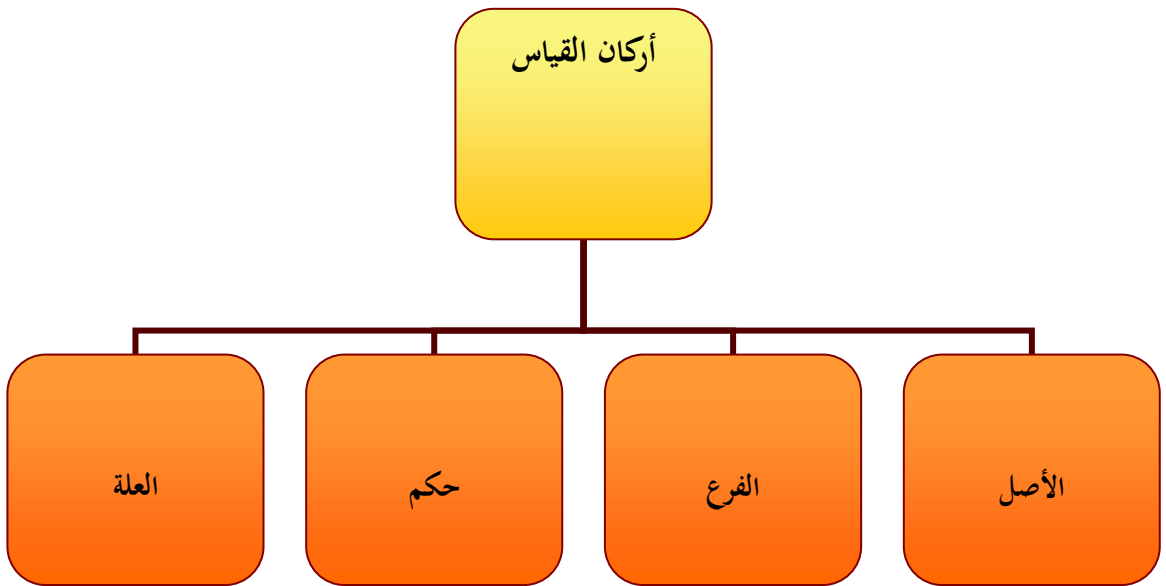 أركان القياس
الأصل
الفرع
حكم
العلة